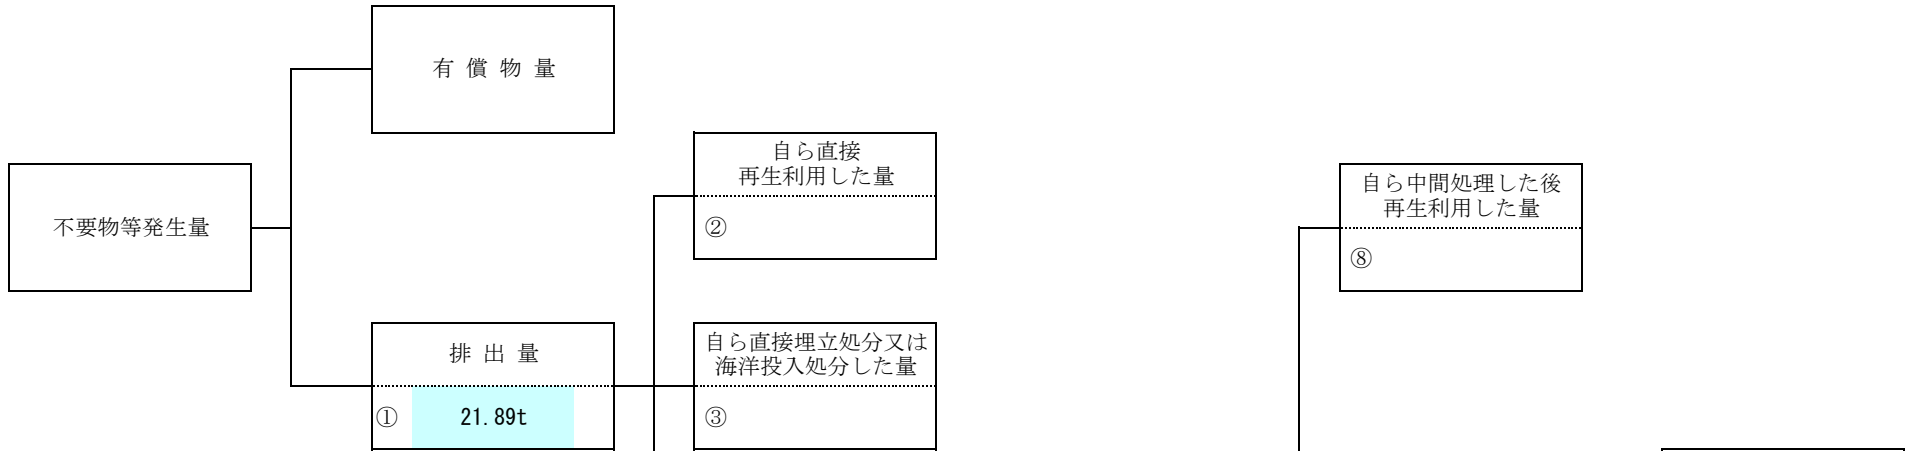 有 償 物 量
自ら直接
再生利用した量
②
自ら中間処理した後
再生利用した量
⑧
不要物等発生量
排 出 量
① 21.89t
自ら直接埋立処分又は
海洋投入処分した量
③